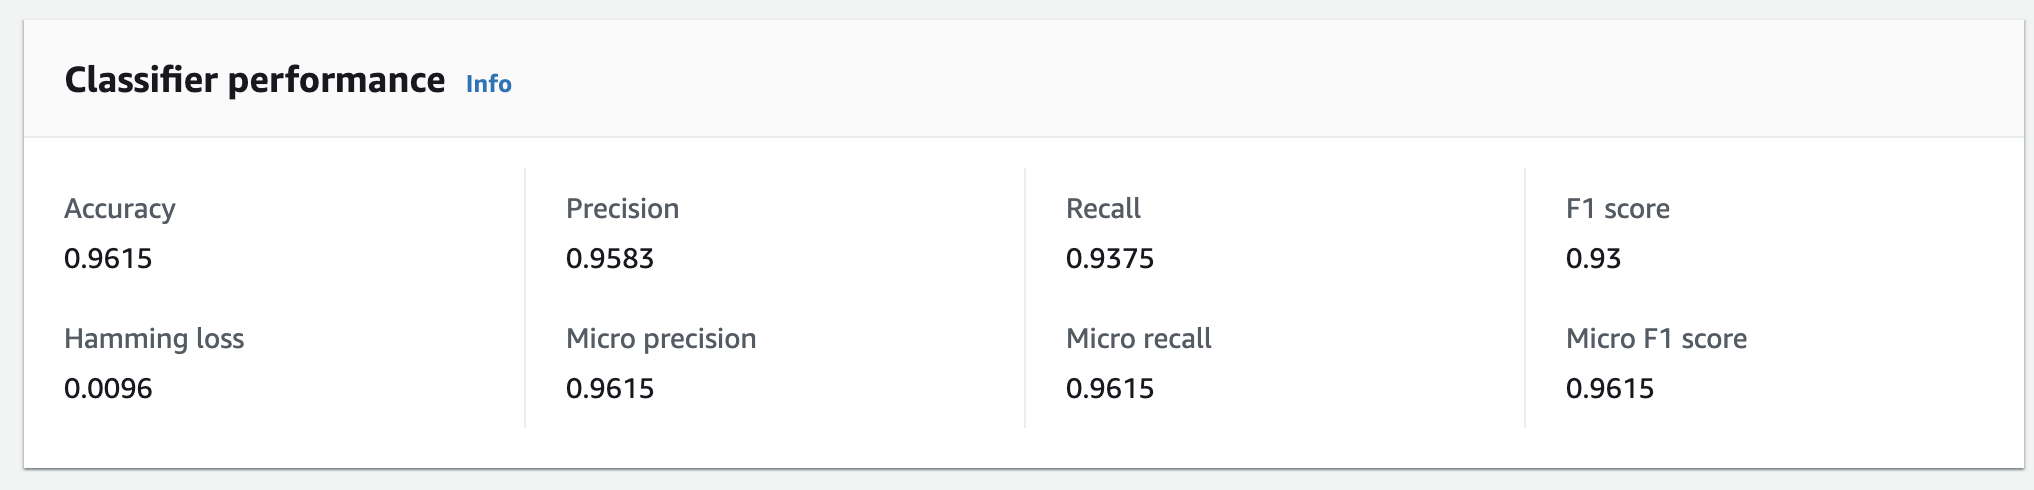 Classifier performance Info
Accuracy
0.9615
Precision
0.9583
Recall
0.9375
F1 score
0.93
Hamming loss
0.0096
Micro precision
0.9615
Micro recall
0.9615
Micro F1 score
0.9615